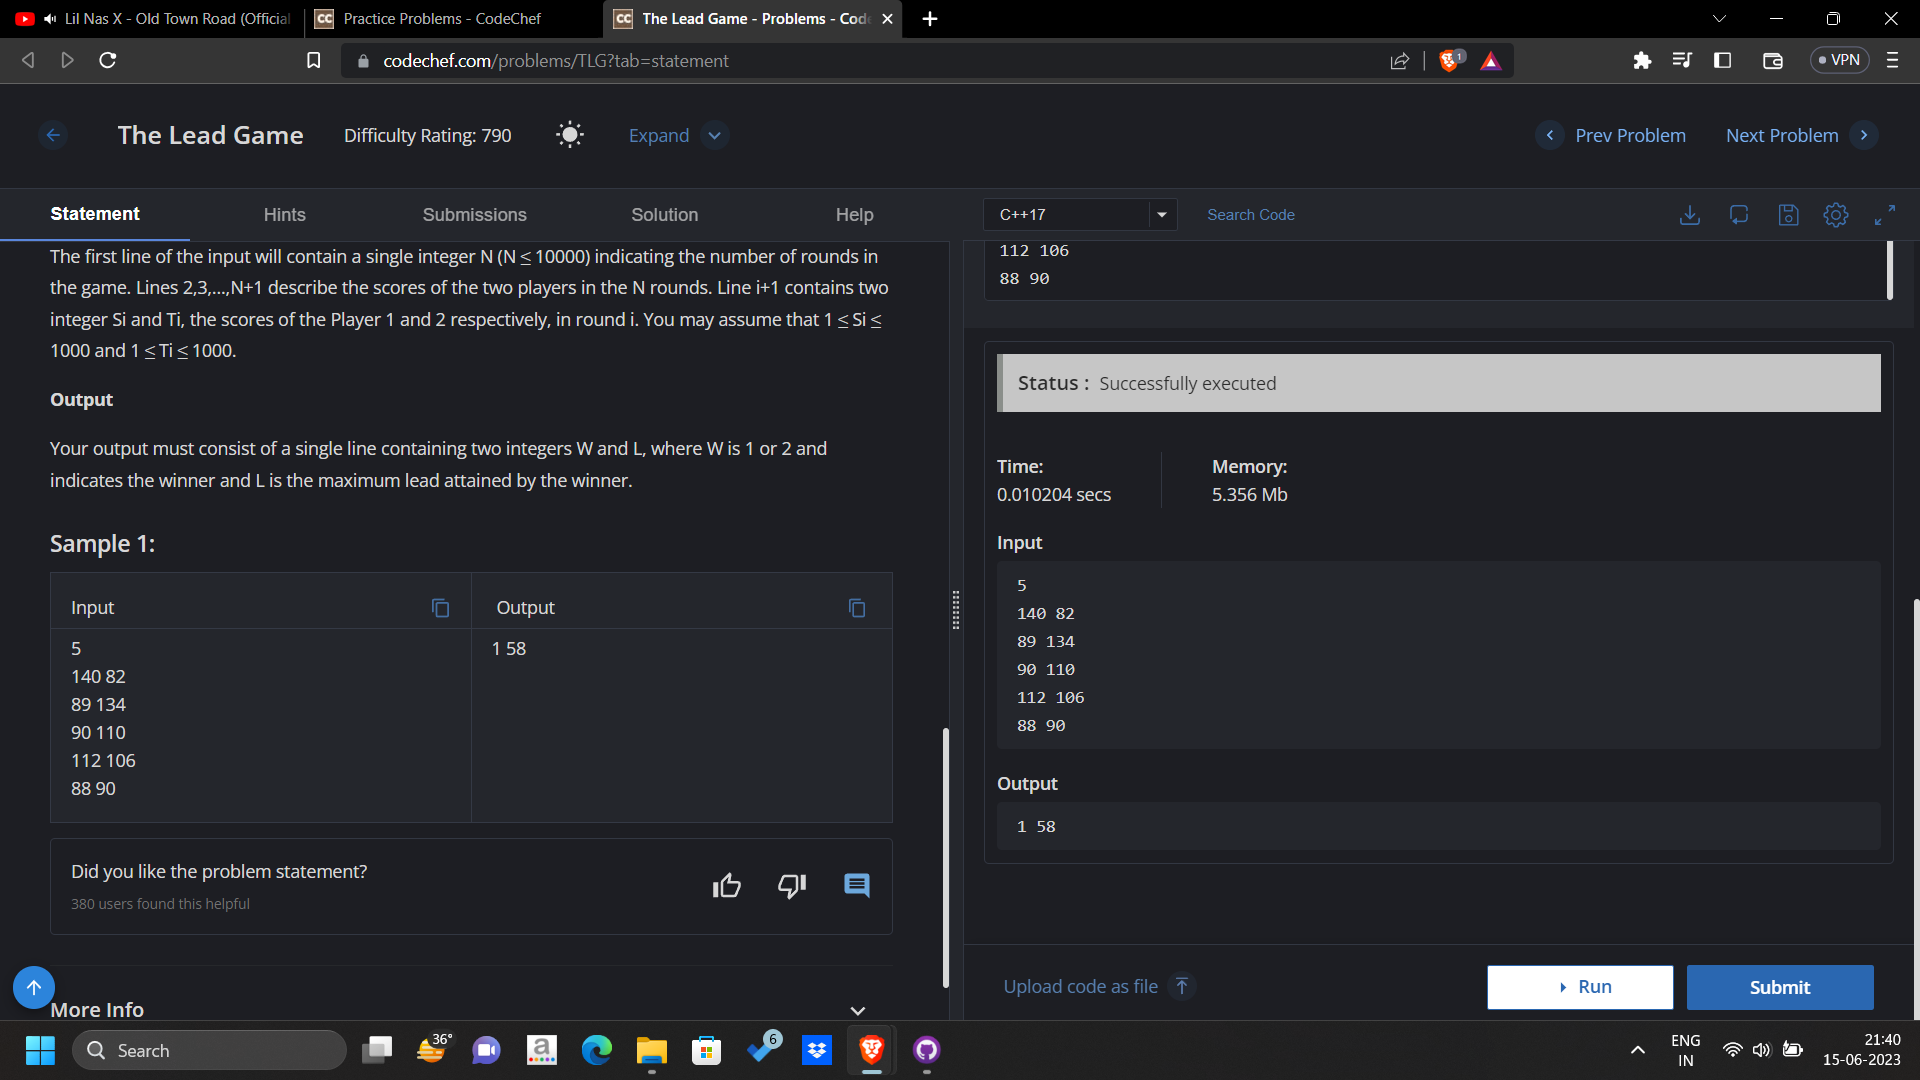 Lil Nas X - Old Town Road (Official
Practice Problems - CodeChef
The Lead Game - Problems - Code
codechef.com/problems/TLG?tab=statement
1
VPN
The Lead Game
Difficulty Rating: 790
Expand
Prev Problem
Next Problem
Statement
Hints
Submissions
Solution
Help
C++17
Search Code
The first line of the input will contain a single integer N (N ≤ 10000) indicating the number of rounds in
the game. Lines 2,3,...,N+1 describe the scores of the two players in the N rounds. Line i+1 contains two
integer Si and Ti, the scores of the Player 1 and 2 respectively, in round i. You may assume that 1 ≤ Si ≤
1000 and 1 ≤ Ti ≤ 1000.
Output
Your output must consist of a single line containing two integers W and L, where W is 1 or 2 and
indicates the winner and L is the maximum lead attained by the winner.
Sample 1:
Input
Output
5
140 82
89 134
90 110
112 106
88 90
1 58
Did you like the problem statement?
380 users found this helpful
More Info
112 106
88 90
Status : Successfully executed
Time:
0.010204 secs
Memory:
5.356 Mb
Input
5
140 82
89 134
90 110
112 106
88 90
Output
1 58
Upload code as file
Run
Submit
Search
36°
a
6
ENG
IN
21:40
15-06-2023